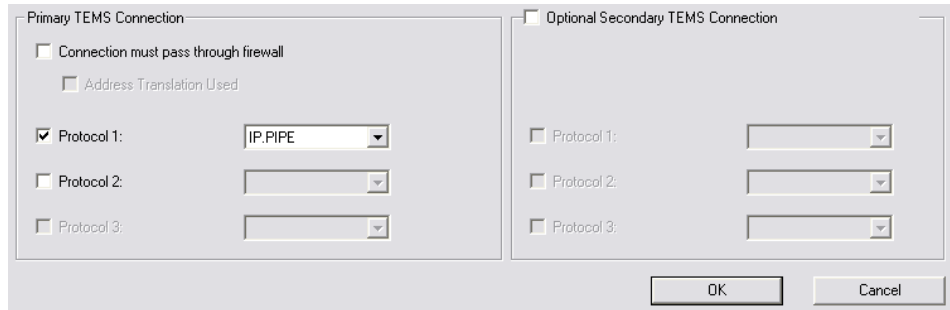 Primary TEMS Connection
Connection must pass through firewall
Address Translation Used
Protocol 1: IP.PIPE
Protocol 2:
Protocol 3:
Optional Secondary TEMS Connection
Protocol 1:
Protocol 2:
Protocol 3:
OK Cancel